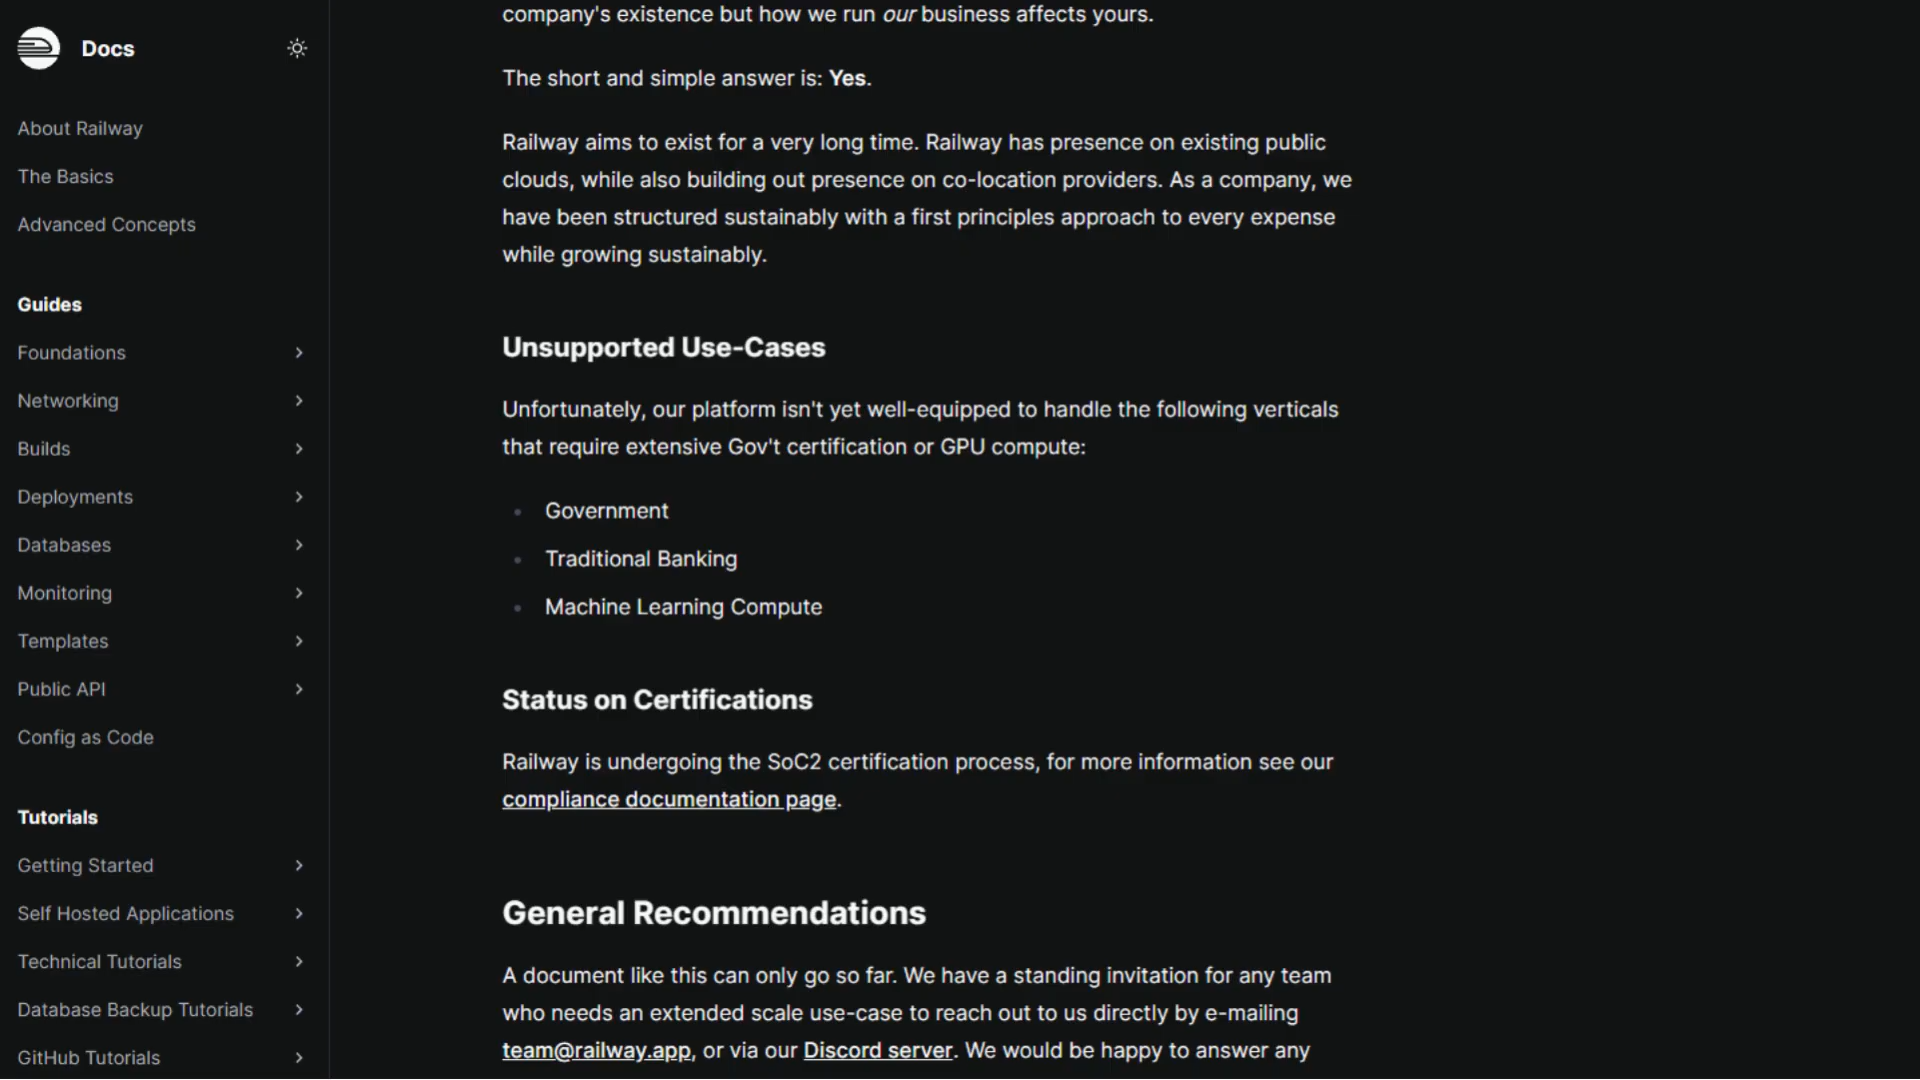 Docs
About Railway
The Basics
Advanced Concepts
Guides
Foundations
Networking
Builds
Deployments
Databases
Monitoring
Templates
Public API
Config as Code
Tutorials
Getting Started
Self Hosted Applications
Technical Tutorials
Database Backup Tutorials
GitHub Tutorials
company's existence but how we run our business affects yours.
The short and simple answer is: Yes.
Railway aims to exist for a very long time. Railway has presence on existing public
clouds, while also building out presence on co-location providers. As a company, we
have been structured sustainably with a first principles approach to every expense
while growing sustainably.
Unsupported Use-Cases
Unfortunately, our platform isn't yet well-equipped to handle the following verticals
that require extensive Gov't certification or GPU compute:
Government
Traditional Banking
Machine Learning Compute
Status on Certifications
Railway is undergoing the SoC2 certification process, for more information see our
compliance documentation page.
General Recommendations
A document like this can only go so far. We have a standing invitation for any team
who needs an extended scale use-case to reach out to us directly by e-mailing
team@railway.app, or via our Discord server. We would be happy to answer any